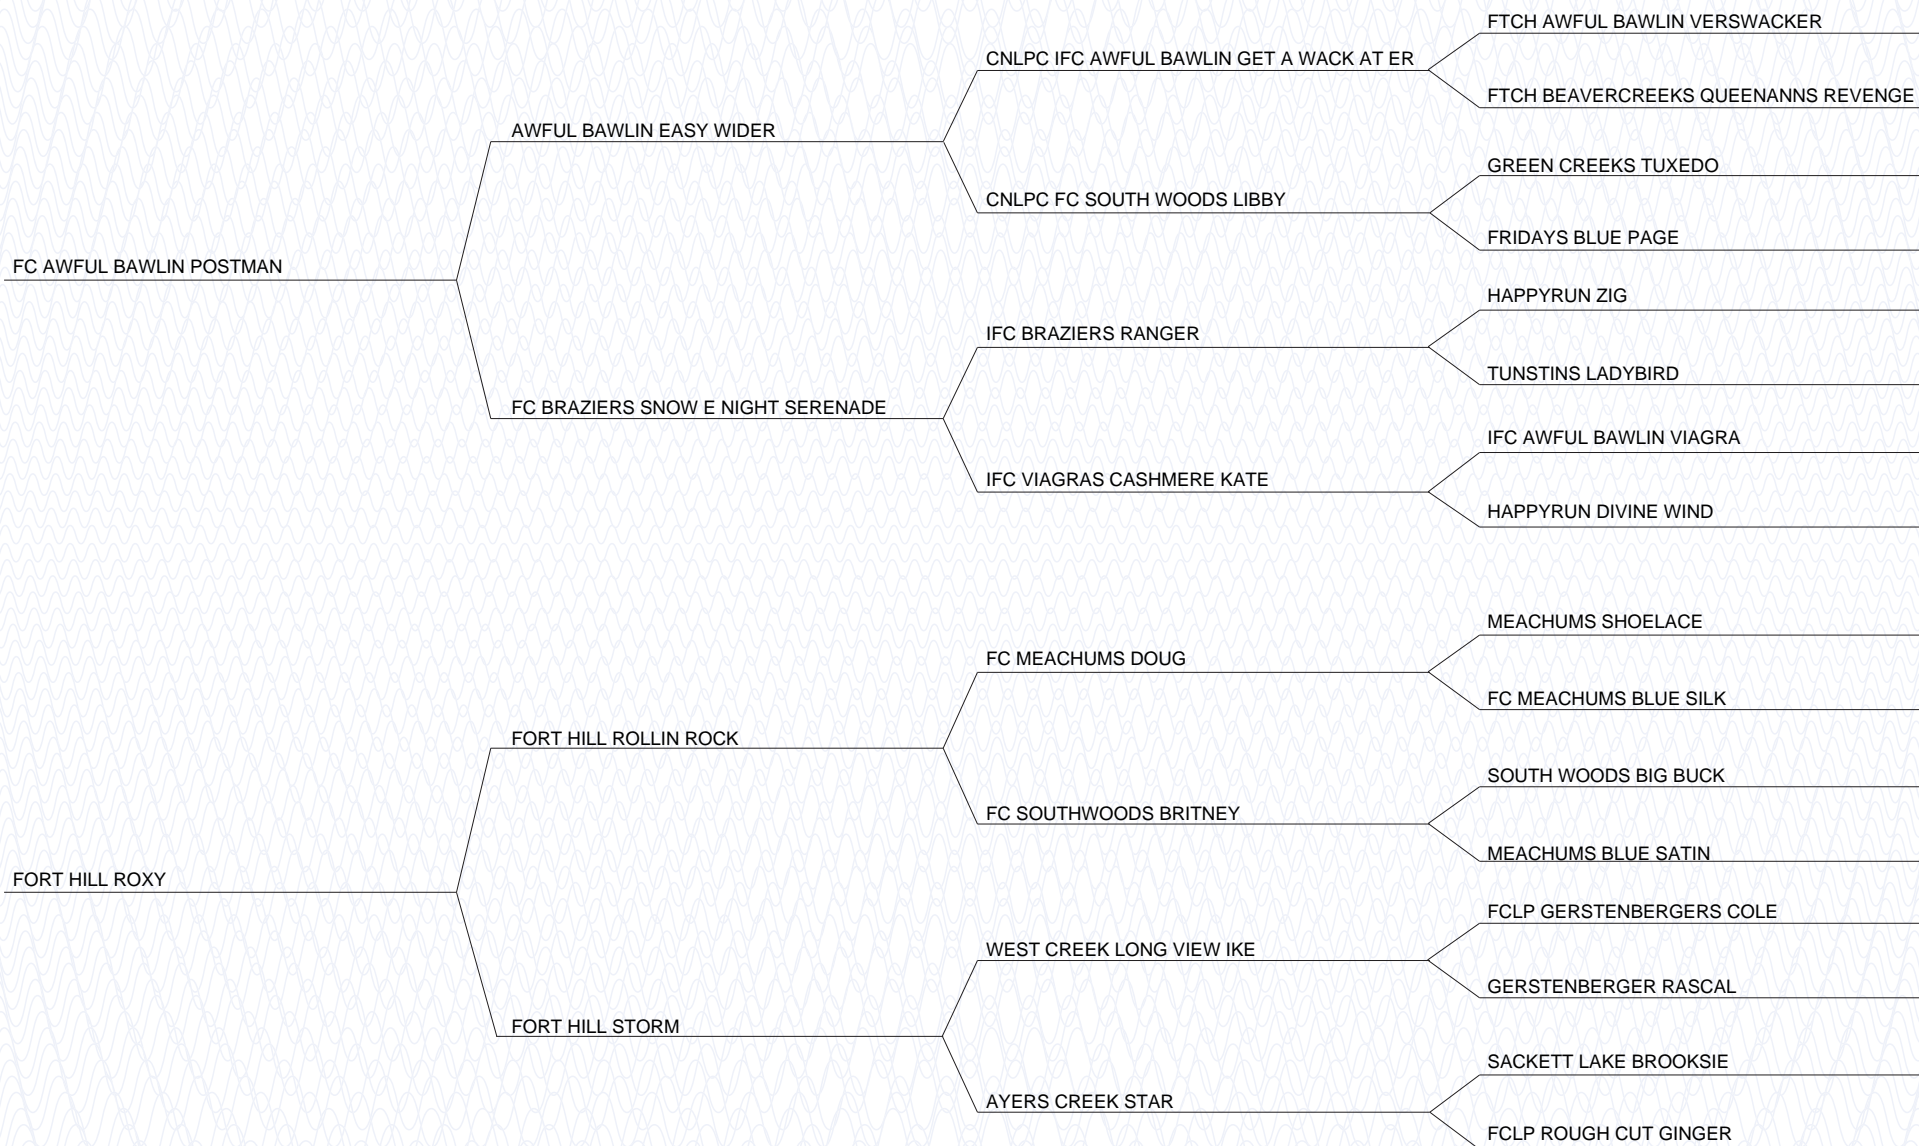 FTCH AWFUL BAWLIN VERSWACKER
CNLPC IFC AWFUL BAWLIN GET A WACK AT ER
FTCH BEAVERCREEKS QUEENANNS REVENGE
AWFUL BAWLIN EASY WIDER
GREEN CREEKS TUXEDO
CNLPC FC SOUTH WOODS LIBBY
FRIDAYS BLUE PAGE
FC AWFUL BAWLIN POSTMAN
HAPPYRUN ZIG
IFC BRAZIERS RANGER
TUNSTINS LADYBIRD
FC BRAZIERS SNOW E NIGHT SERENADE
IFC AWFUL BAWLIN VIAGRA
IFC VIAGRAS CASHMERE KATE
HAPPYRUN DIVINE WIND
MEACHUMS SHOELACE
FC MEACHUMS DOUG
FC MEACHUMS BLUE SILK
FORT HILL ROLLIN ROCK
SOUTH WOODS BIG BUCK
FC SOUTHWOODS BRITNEY
MEACHUMS BLUE SATIN
FORT HILL ROXY
FCLP GERSTENBERGERS COLE
WEST CREEK LONG VIEW IKE
GERSTENBERGER RASCAL
FORT HILL STORM
SACKETT LAKE BROOKSIE
AYERS CREEK STAR
FCLP ROUGH CUT GINGER